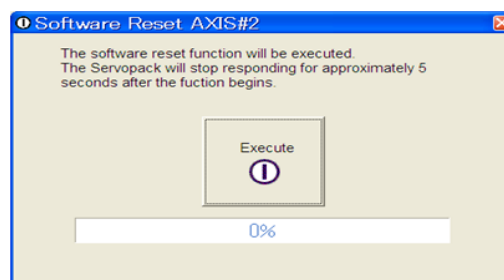 Software Reset AXIS#2
The software reset function will be executed.
The Servopack will stop responding for approximately 5
seconds after the fuction begins.
Execute
0%